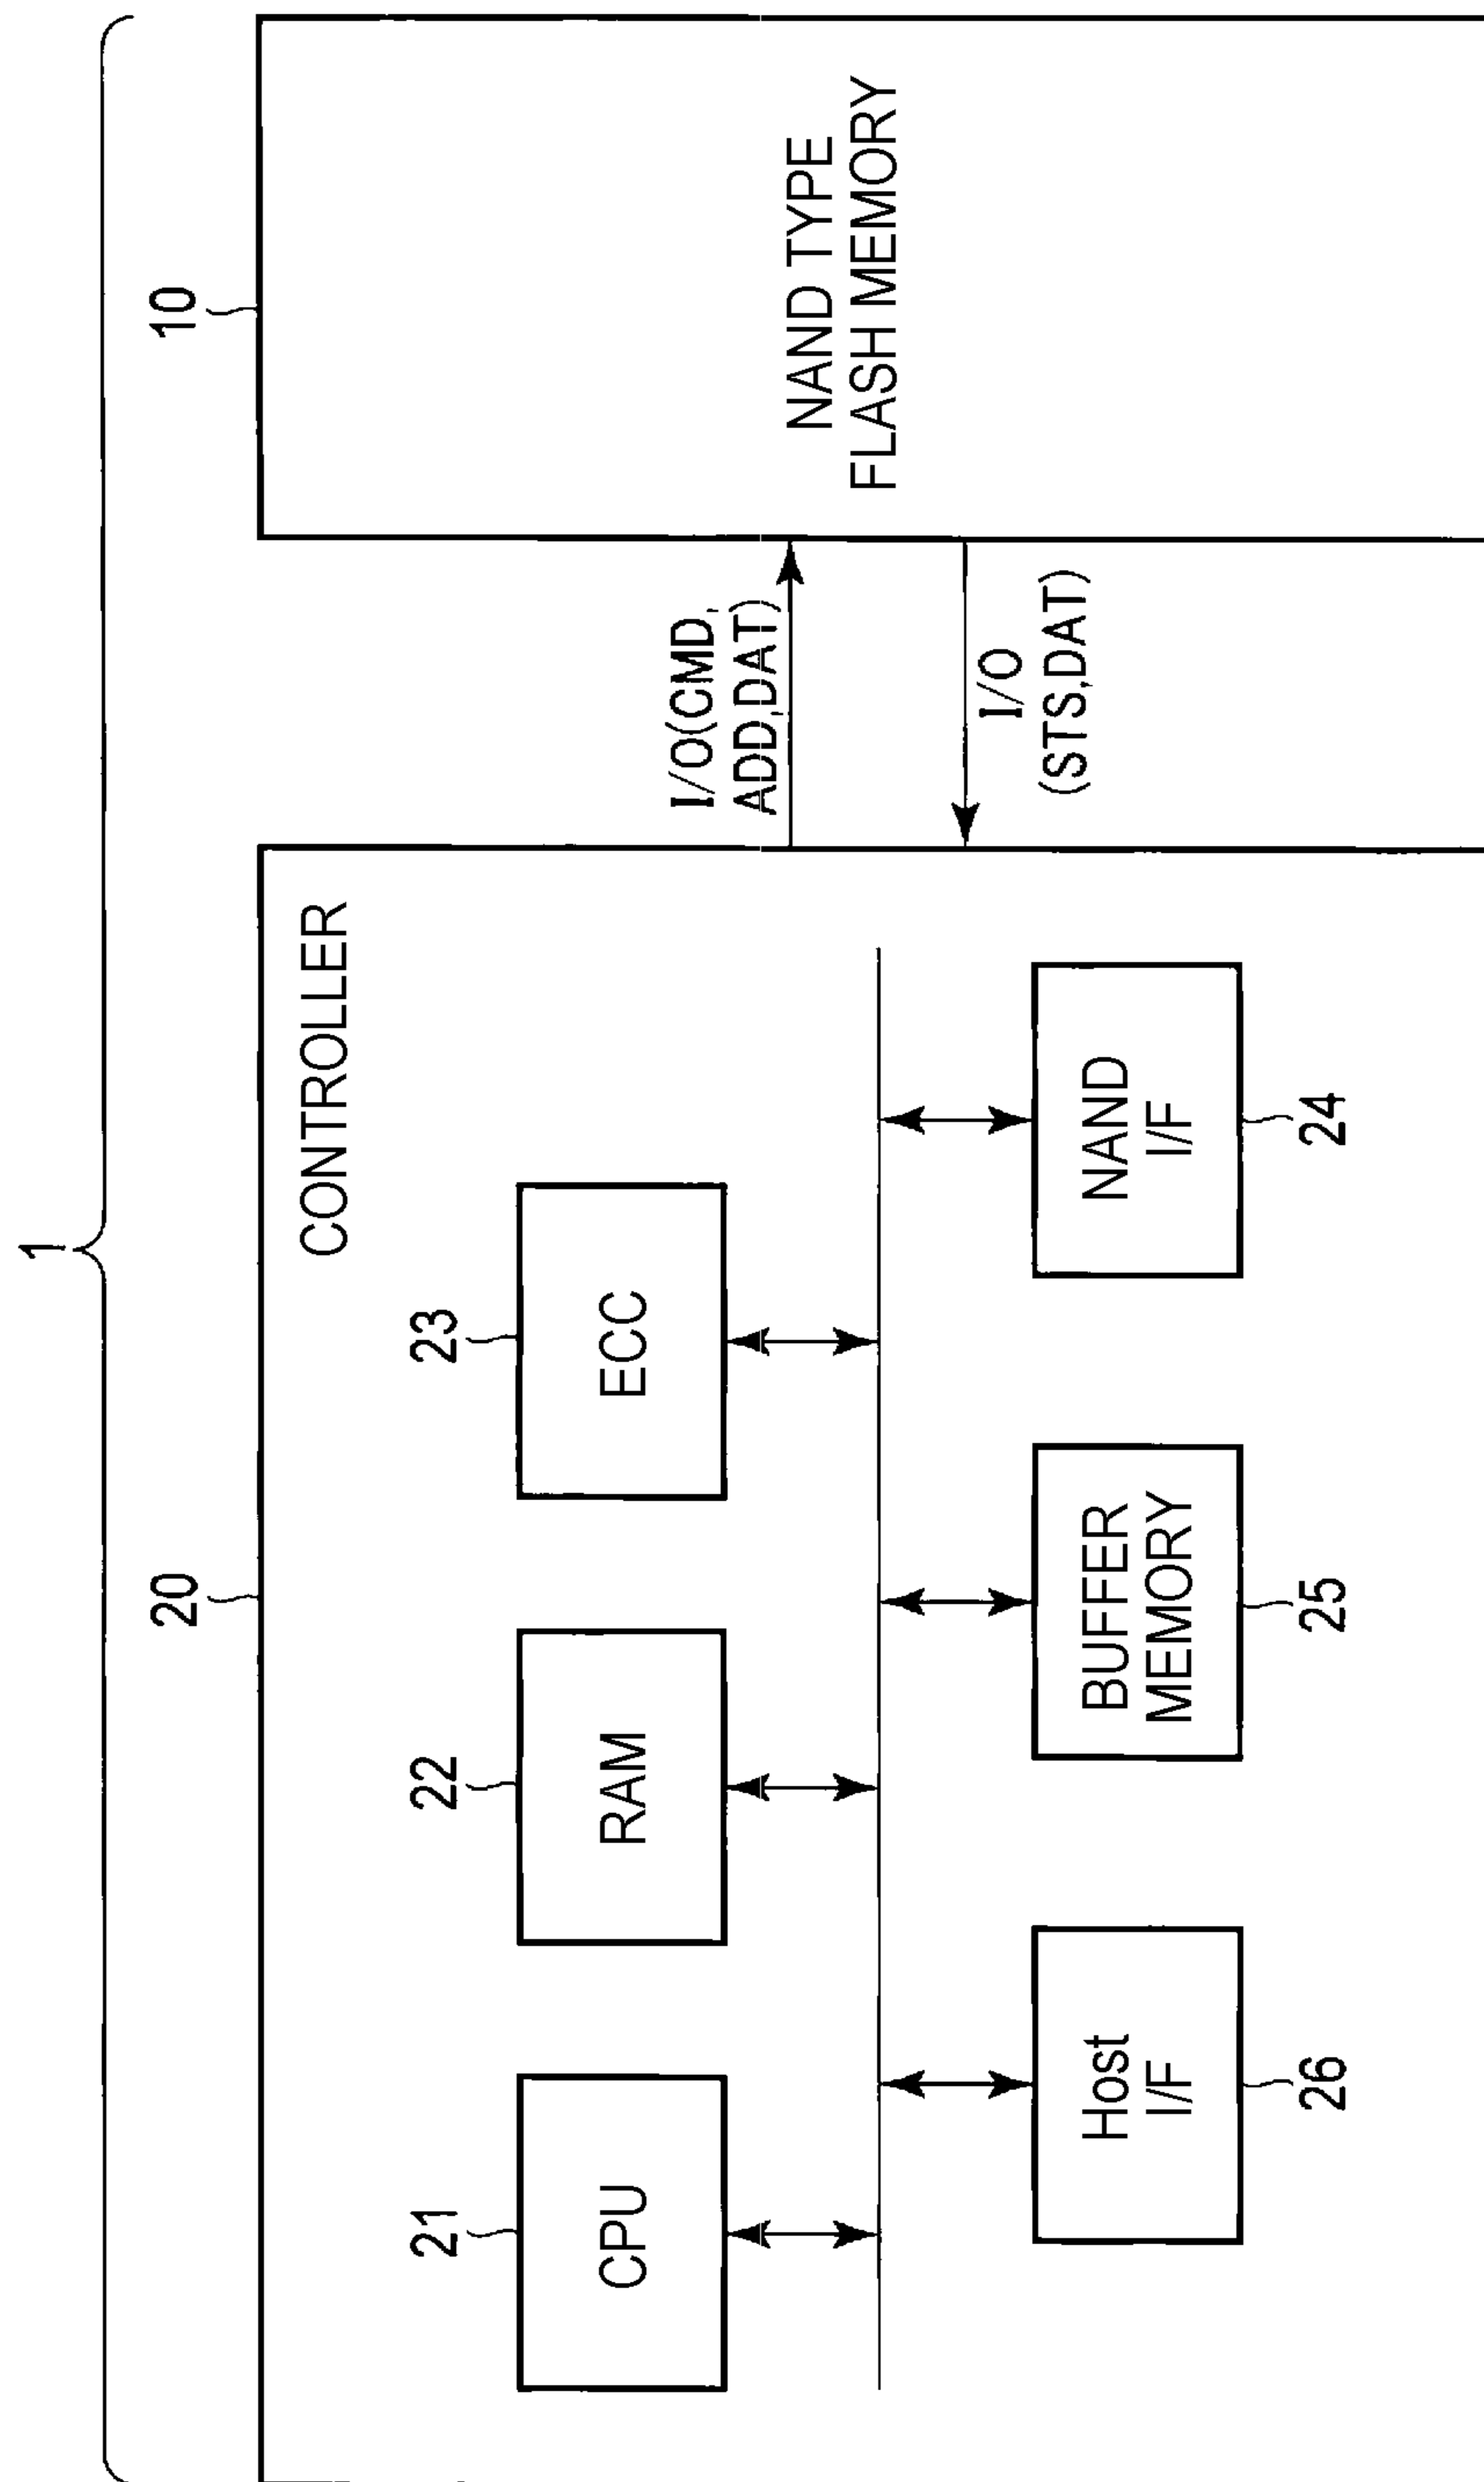 1
20
10
CONTROLLER
NAND TYPE
FLASH MEMORY
21
22
23
CPU
RAM
ECC
I/O(CMD,
ADD,DAT)
I/O
(STS,DAT)
Host
I/F
BUFFER
MEMORY
NAND
I/F
26
25
24